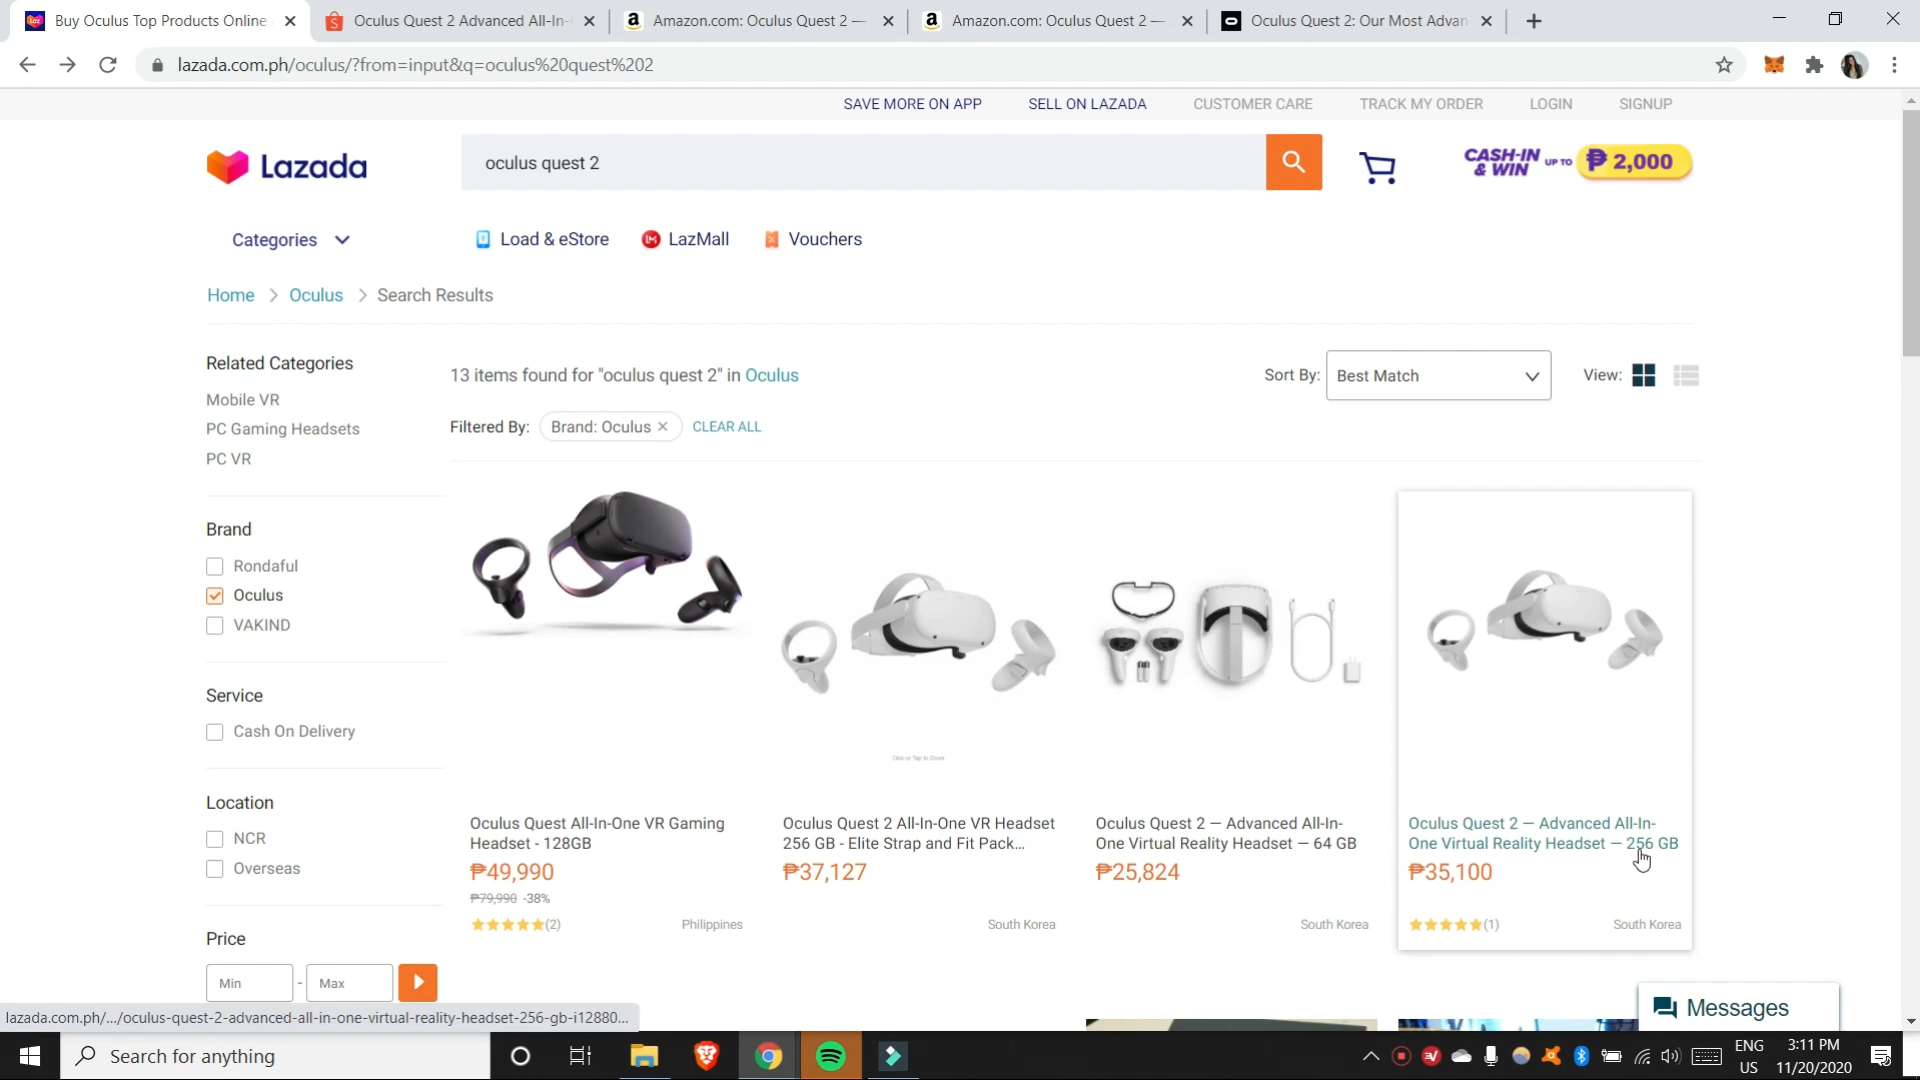 Buy Oculus Top Products Online
Oculus Quest 2 Advanced All-In-
Amazon.com: Oculus Quest 2 —
Amazon.com: Oculus Quest 2 —
Oculus Quest 2: Our Most Advan
lazada.com.ph/oculus/?from=input&q=oculus%20quest%202
SAVE MORE ON APP SELL ON LAZADA CUSTOMER CARE TRACK MY ORDER LOGIN SIGNUP
Lazada
oculus quest 2
CASH-IN & WIN UP TO ₱ 2,000
Categories
Load & eStore LazMall Vouchers
Home > Oculus > Search Results
Related Categories
Mobile VR
PC Gaming Headsets
PC VR
13 items found for "oculus quest 2" in Oculus
Sort By: Best Match
View:
Filtered By: Brand: Oculus × CLEAR ALL
Brand
Rondaful
Oculus
VAKIND
Service
Cash On Delivery
Location
NCR
Overseas
Price
Min - Max
Oculus Quest All-In-One VR Gaming
Headset - 128GB
₱49,990
₱79,990 -38%
(2) Philippines
Click or Tap to Zoom
Oculus Quest 2 All-In-One VR Headset
256 GB - Elite Strap and Fit Pack...
₱37,127
South Korea
Oculus Quest 2 — Advanced All-In-
One Virtual Reality Headset — 64 GB
₱25,824
South Korea
Oculus Quest 2 — Advanced All-In-
One Virtual Reality Headset — 256 GB
₱35,100
(1) South Korea
Messages
lazada.com.ph/.../oculus-quest-2-advanced-all-in-one-virtual-reality-headset-256-gb-i12880...
Search for anything
ENG
US
3:11 PM
11/20/2020